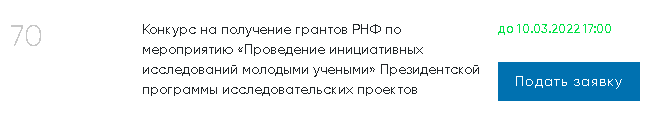 70
Конкурс на получение грантов РНФ по
мероприятию «Проведение инициативных
исследований молодыми учеными» Президентской
программы исследовательских проектов
до 10.03.2022 17:00
Подать заявку